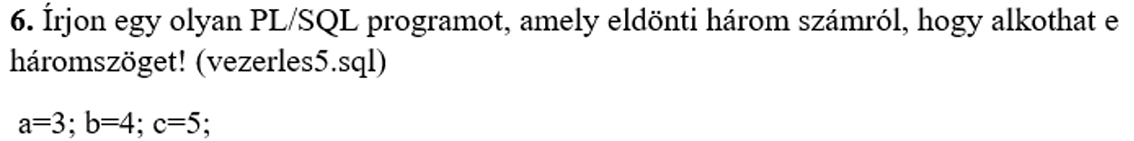 6. Írjon egy olyan PL/SQL programot, amely eldönti három számról, hogy alkothat e
háromszöget! (vezerles5.sql)
a=3; b=4; c=5;